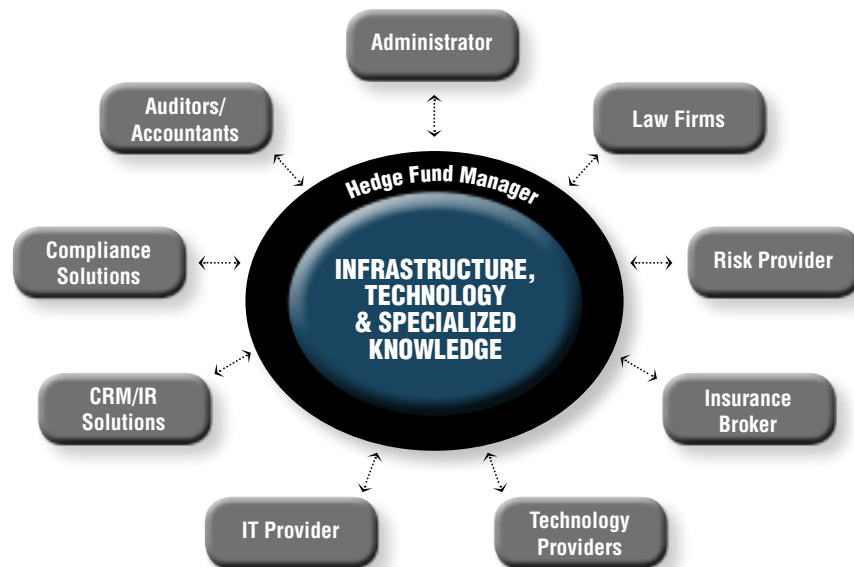 Administrator
Auditors/
Accountants
Law Firms
Hedge Fund Manager
Compliance
Solutions
INFRASTRUCTURE,
TECHNOLOGY
& SPECIALIZED
KNOWLEDGE
Risk Provider
CRM/IR
Solutions
Insurance
Broker
IT Provider
Technology
Providers